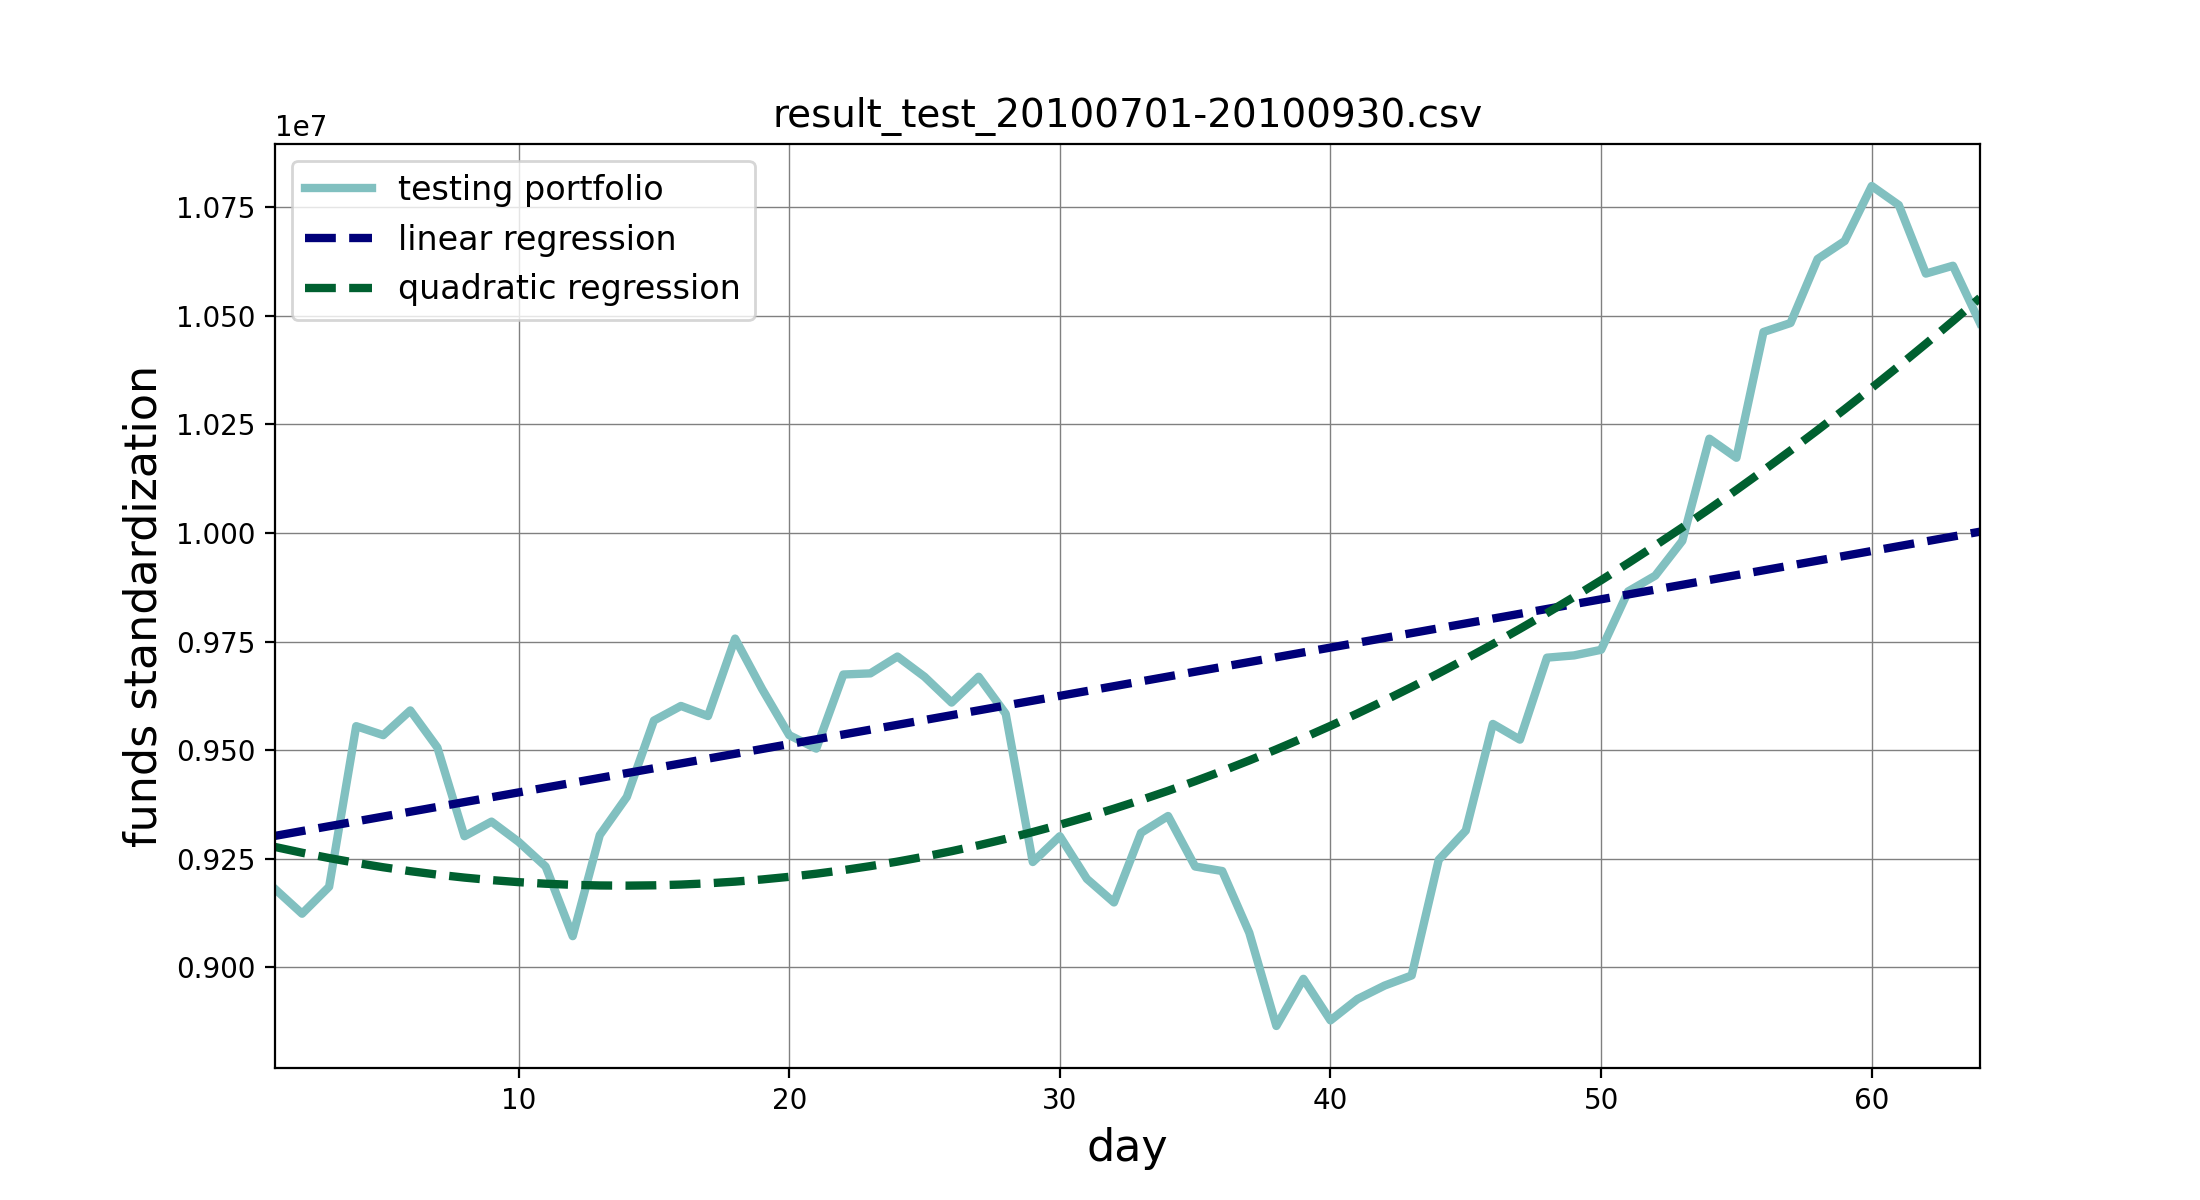 result_test_20100701-20100930.csv
1e7
testing portfolio
linear regression
quadratic regression
1.075
1.050
1.025
1.000
0.975
0.950
0.925
0.900
funds standardization
10 20 30 40 50 60
day